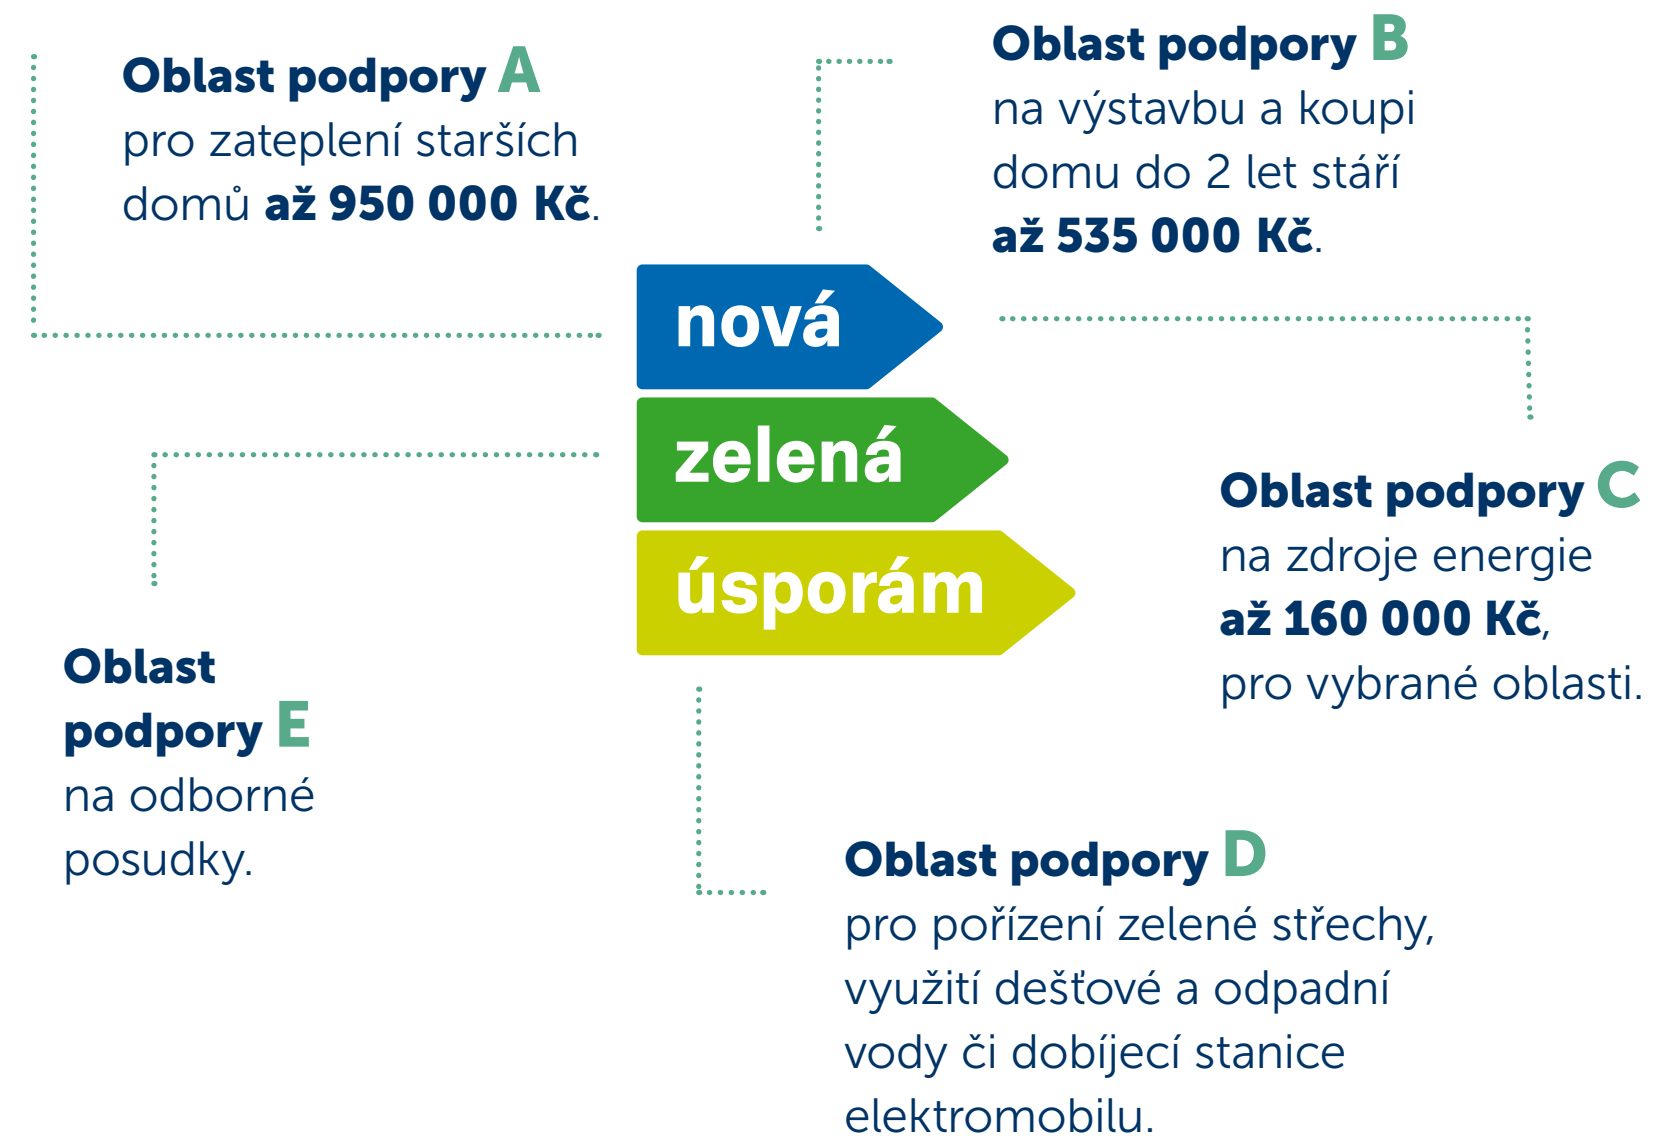 Oblast podpory A
pro zateplení starších
domů až 950 000 Kč.
Oblast podpory B
na výstavbu a koupi
domu do 2 let stáří
až 535 000 Kč.
nová
zelená
úsporám
Oblast podpory C
na zdroje energie
až 160 000 Kč,
pro vybrané oblasti.
Oblast
podpory E
na odborné
posudky.
Oblast podpory D
pro pořízení zelené střechy,
využití dešťové a odpadní
vody či dobíjecí stanice
elektromobilu.